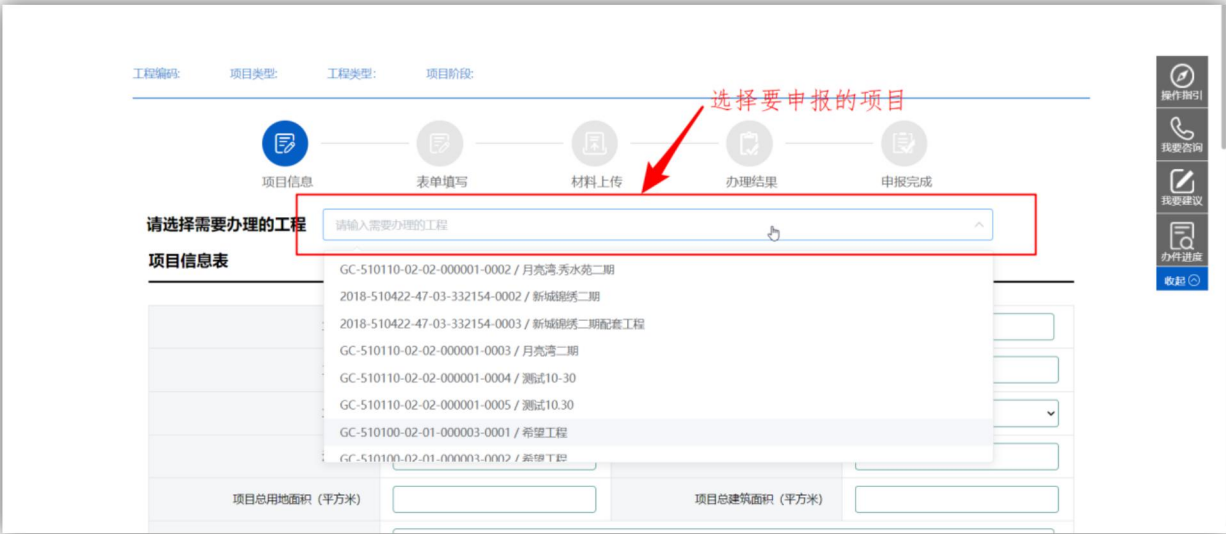 工程编码: 项目类型: 工程类型: 项目阶段:
选择要申报的项目
项目信息 表单填写 材料上传 办理结果 申报完成
请选择需要办理的工程 请输入需要办理的工程
项目信息表
GC-510110-02-02-000001-0002 / 月亮湾.秀水苑二期
2018-510422-47-03-332154-0002 / 新城锦绣二期
2018-510422-47-03-332154-0003 / 新城锦绣二期配套工程
GC-510110-02-02-000001-0003 / 月亮湾二期
GC-510110-02-02-000001-0004 / 测试10-30
GC-510110-02-02-000001-0005 / 测试10.30
GC-510100-02-01-000003-0001 / 希望工程
GC-510100-02-01-000003-0002 / 希望工程
项目总用地面积（平方米） 项目总建筑面积（平方米）
操作指引
我要咨询
我要建议
办件进度
收起